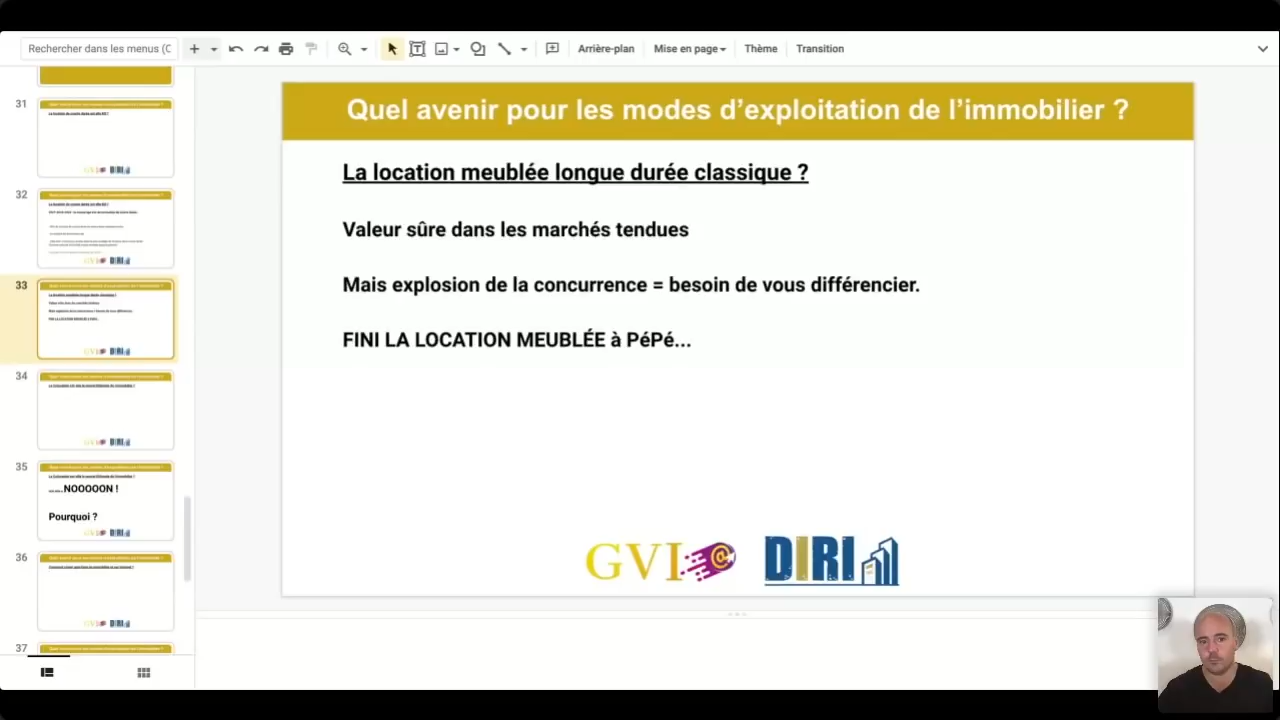 Rechercher dans les menus (C
Arrière-plan
Mise en page
Thème
Transition
31
32
33
34
35
NOOOOON !
Pourquoi ?
36
37
Quel avenir pour les modes d’exploitation de l’immobilier ?
La location meublée longue durée classique ?
Valeur sûre dans les marchés tendues
Mais explosion de la concurrence = besoin de vous différencier.
FINI LA LOCATION MEUBLÉE à PéPé...
GVI@
DIRI